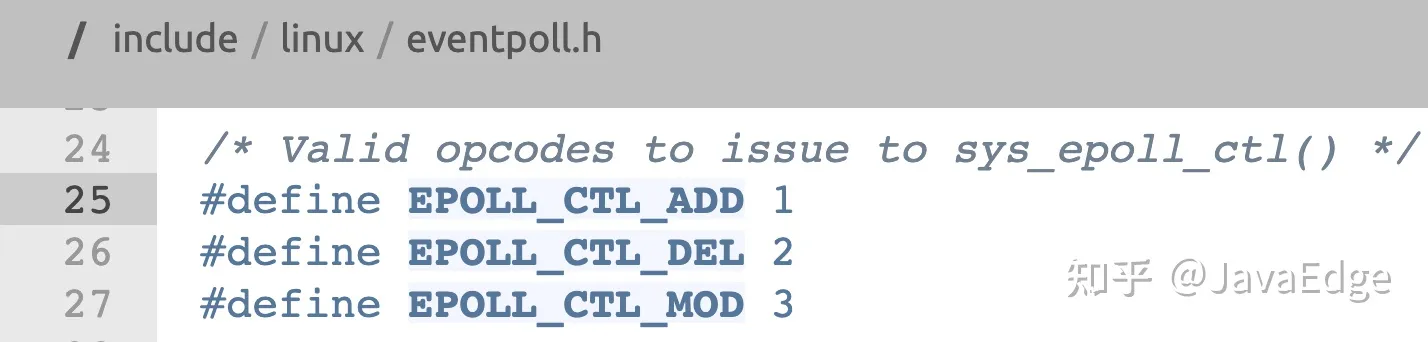 / include / linux / eventpoll.h
24 /* Valid opcodes to issue to sys_epoll_ctl() */
25 #define EPOLL_CTL_ADD 1
26 #define EPOLL_CTL_DEL 2
27 #define EPOLL_CTL_MOD 3
知乎 @JavaEdge